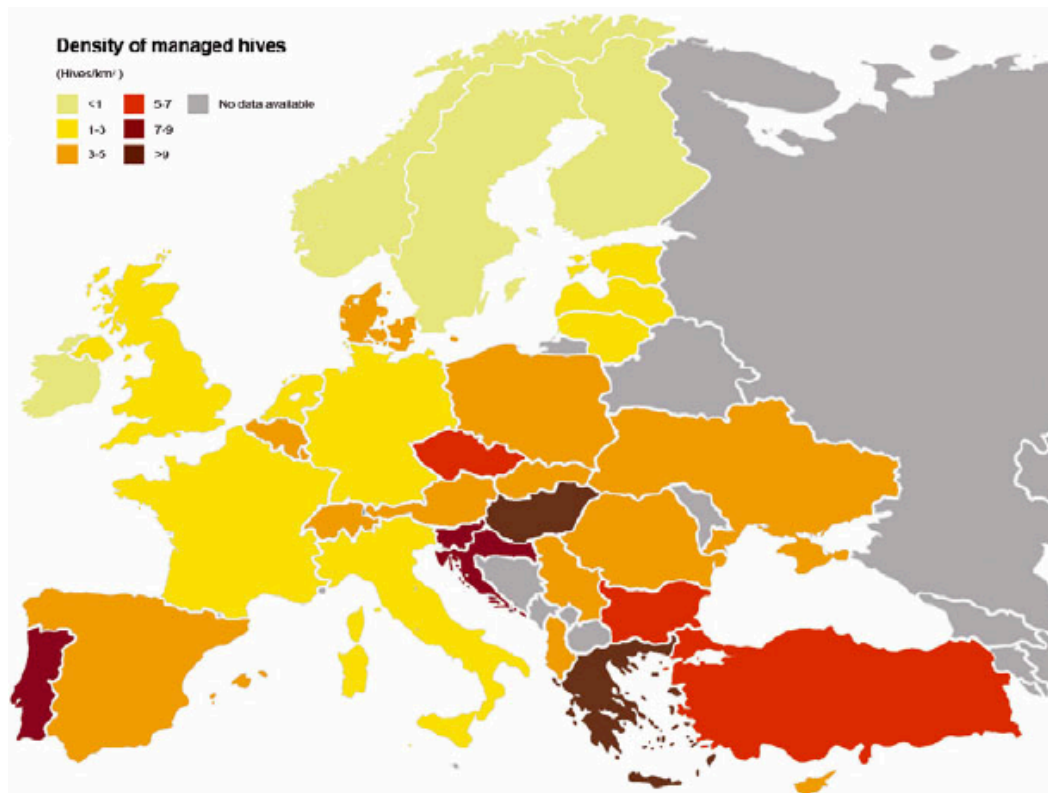 Density of managed hives
(Hives/km²)
<1
5-7
No data available
1-3
7-9
3-5
>9